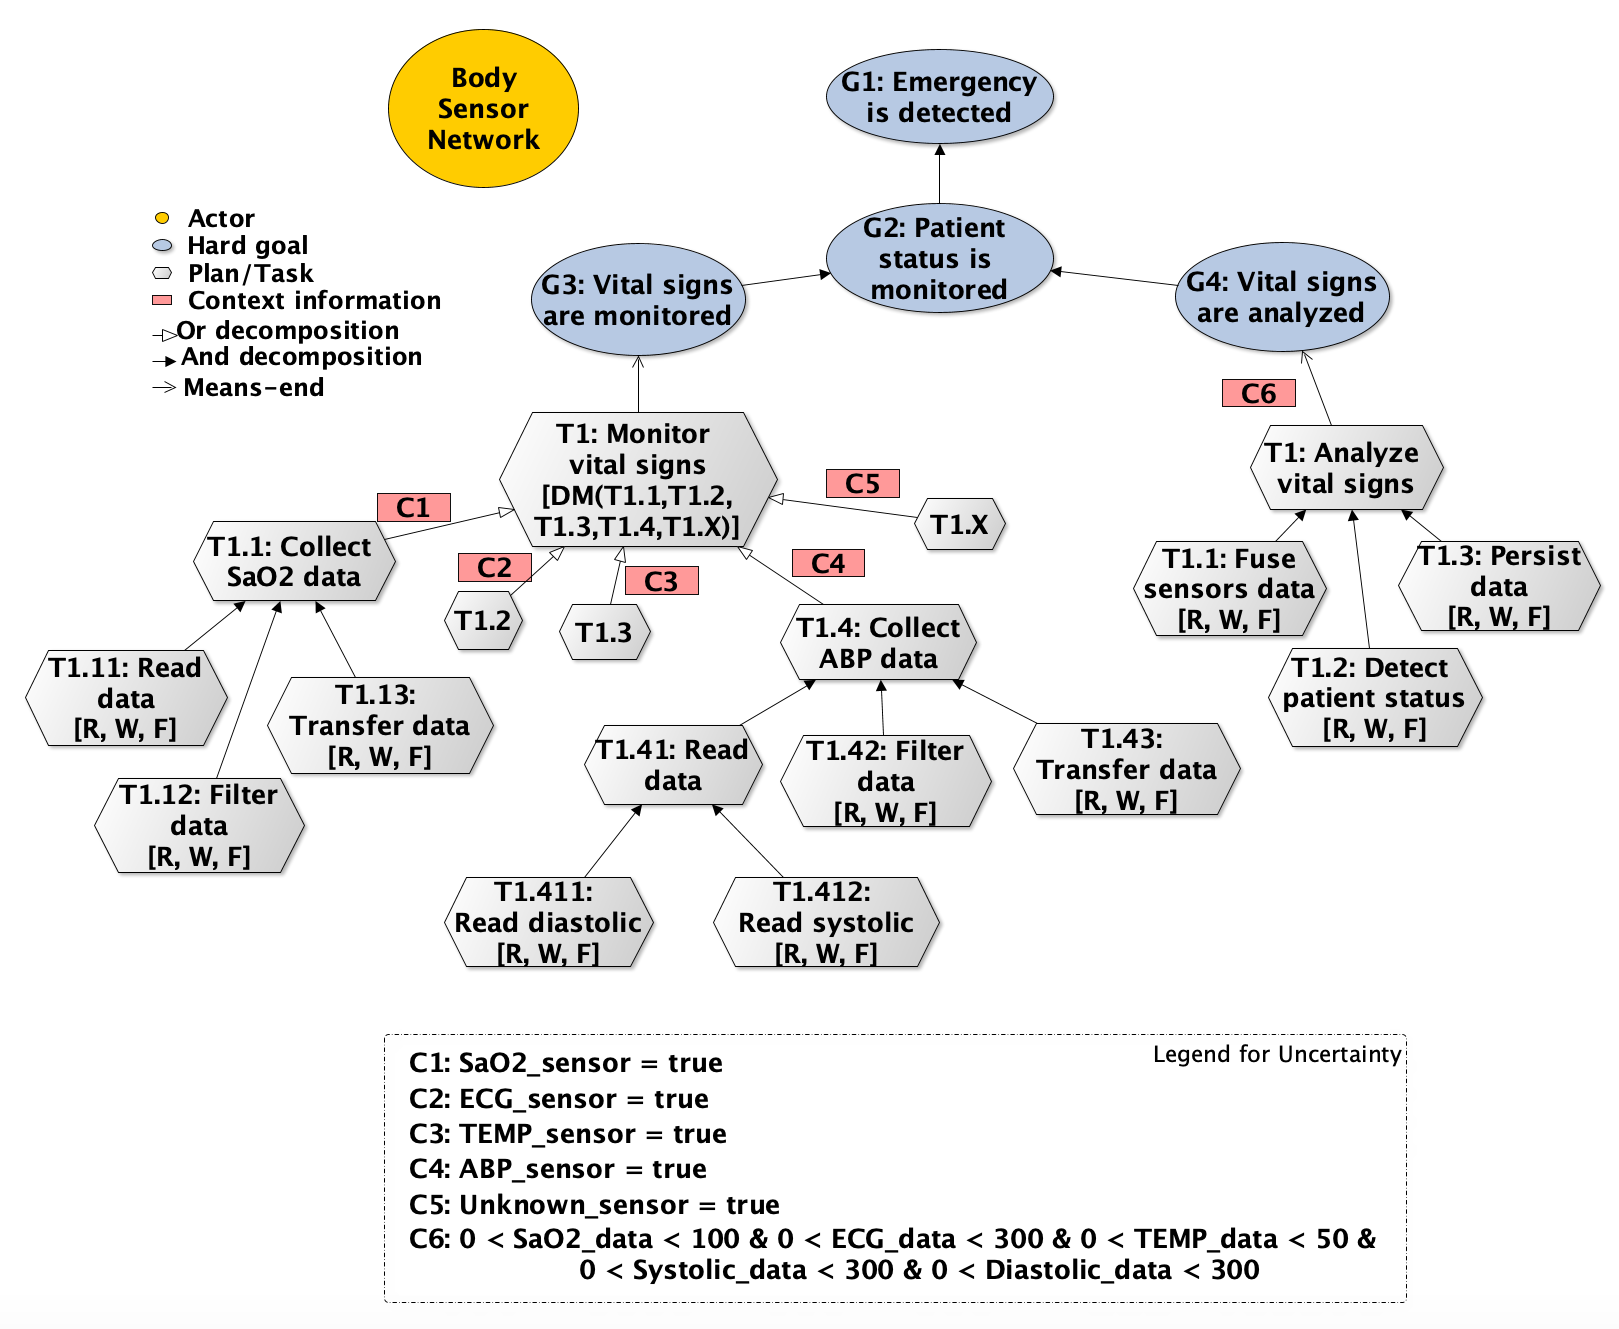 Body
Sensor
Network
G1: Emergency
is detected
Actor
Hard goal
Plan/Task
Context information
Or decomposition
And decomposition
Means-end
G2: Patient
status is
monitored
G3: Vital signs
are monitored
G4: Vital signs
are analyzed
C6
T1: Monitor
vital signs
[DM(T1.1,T1.2,
T1.3,T1.4,T1.X)]
C5
T1.X
T1: Analyze
vital signs
C1
T1.1: Collect
SaO2 data
C2
C3
C4
T1.2
T1.3
T1.4: Collect
ABP data
T1.1: Fuse
sensors data
[R, W, F]
T1.3: Persist
data
[R, W, F]
T1.2: Detect
patient status
[R, W, F]
T1.11: Read
data
[R, W, F]
T1.13:
Transfer data
[R, W, F]
T1.12: Filter
data
[R, W, F]
T1.41: Read
data
T1.42: Filter
data
[R, W, F]
T1.43:
Transfer data
[R, W, F]
T1.411:
Read diastolic
[R, W, F]
T1.412:
Read systolic
[R, W, F]
Legend for Uncertainty
C1: SaO2_sensor = true
C2: ECG_sensor = true
C3: TEMP_sensor = true
C4: ABP_sensor = true
C5: Unknown_sensor = true
C6: 0 < SaO2_data < 100 & 0 < ECG_data < 300 & 0 < TEMP_data < 50 &
0 < Systolic_data < 300 & 0 < Diastolic_data < 300